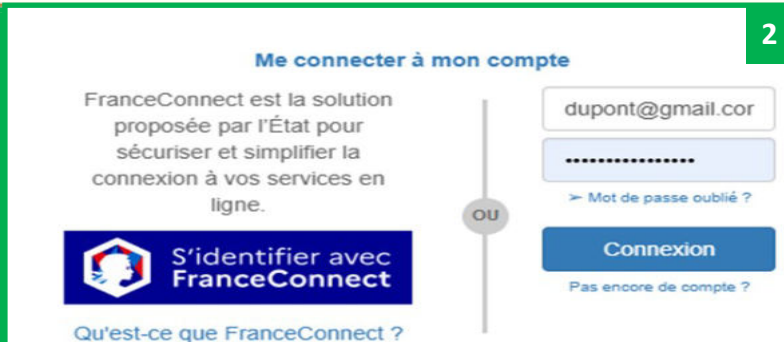 2
Me connecter à mon compte
FranceConnect est la solution
proposée par l'État pour
sécuriser et simplifier la
connexion à vos services en
ligne.
S'identifier avec
FranceConnect
Qu'est-ce que FranceConnect ?
OU
dupont@gmail.cor
••••••••••••••••
➢ Mot de passe oublié ?
Connexion
Pas encore de compte ?